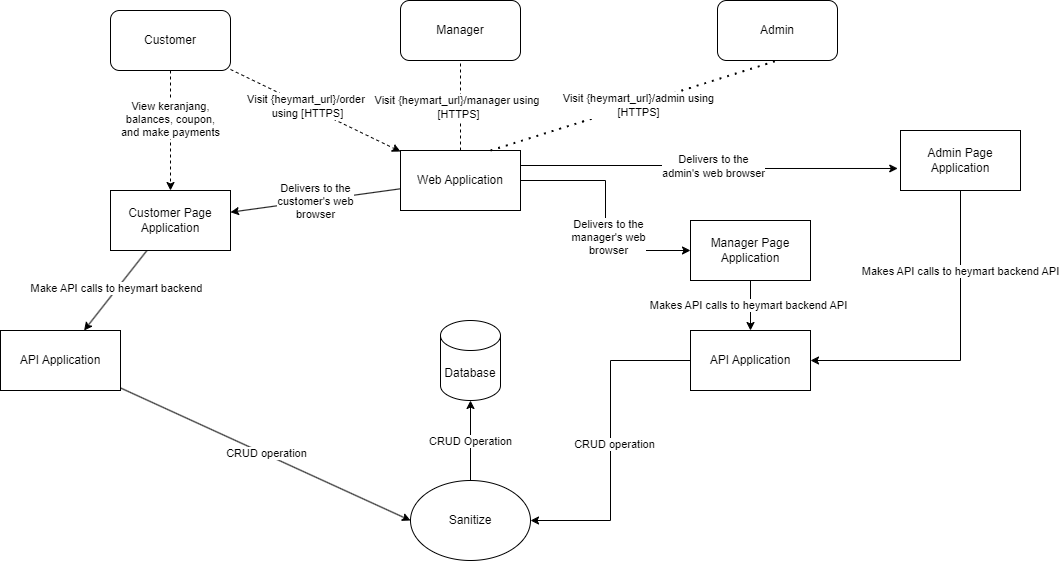 Customer
Manager
Admin
View keranjang,
balances, coupon,
and make payments
Visit {heymart_url}/order
using [HTTPS]
Visit {heymart_url}/manager using
[HTTPS]
Visit {heymart_url}/admin using
[HTTPS]
Web Application
Delivers to the
admin's web browser
Admin Page
Application
Delivers to the
customer's web
browser
Customer Page
Application
Delivers to the
manager's web
browser
Manager Page
Application
Makes API calls to heymart backend API
Make API calls to heymart backend
Makes API calls to heymart backend API
API Application
Database
API Application
CRUD operation
CRUD Operation
CRUD operation
Sanitize